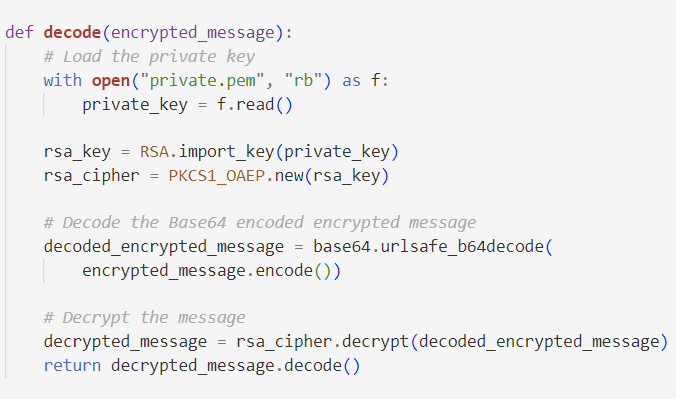 def decode(encrypted_message):
    # Load the private key
    with open("private.pem", "rb") as f:
        private_key = f.read()
    rsa_key = RSA.import_key(private_key)
    rsa_cipher = PKCS1_OAEP.new(rsa_key)
    # Decode the Base64 encoded encrypted message
    decoded_encrypted_message = base64.urlsafe_b64decode(
        encrypted_message.encode())
    # Decrypt the message
    decrypted_message = rsa_cipher.decrypt(decoded_encrypted_message)
    return decrypted_message.decode()